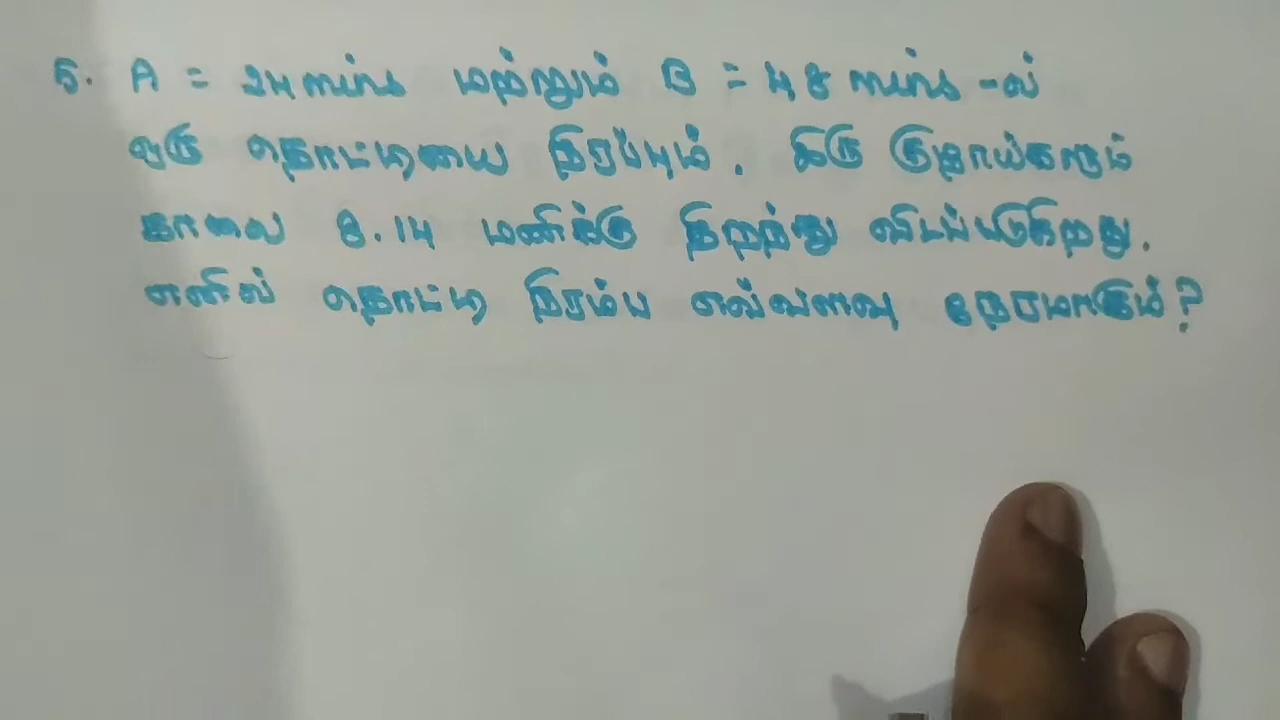 5. A = 24 mins மற்றும் B = 48 mins -ல்
ஒரு தொட்டியை நிரப்பும். இரு குழாய்களும்
காலை 8.14 மணிக்கு திறந்து விடப்படுகிறது.
எனில் தொட்டி நிரம்ப எவ்வளவு நேரமாகும்?